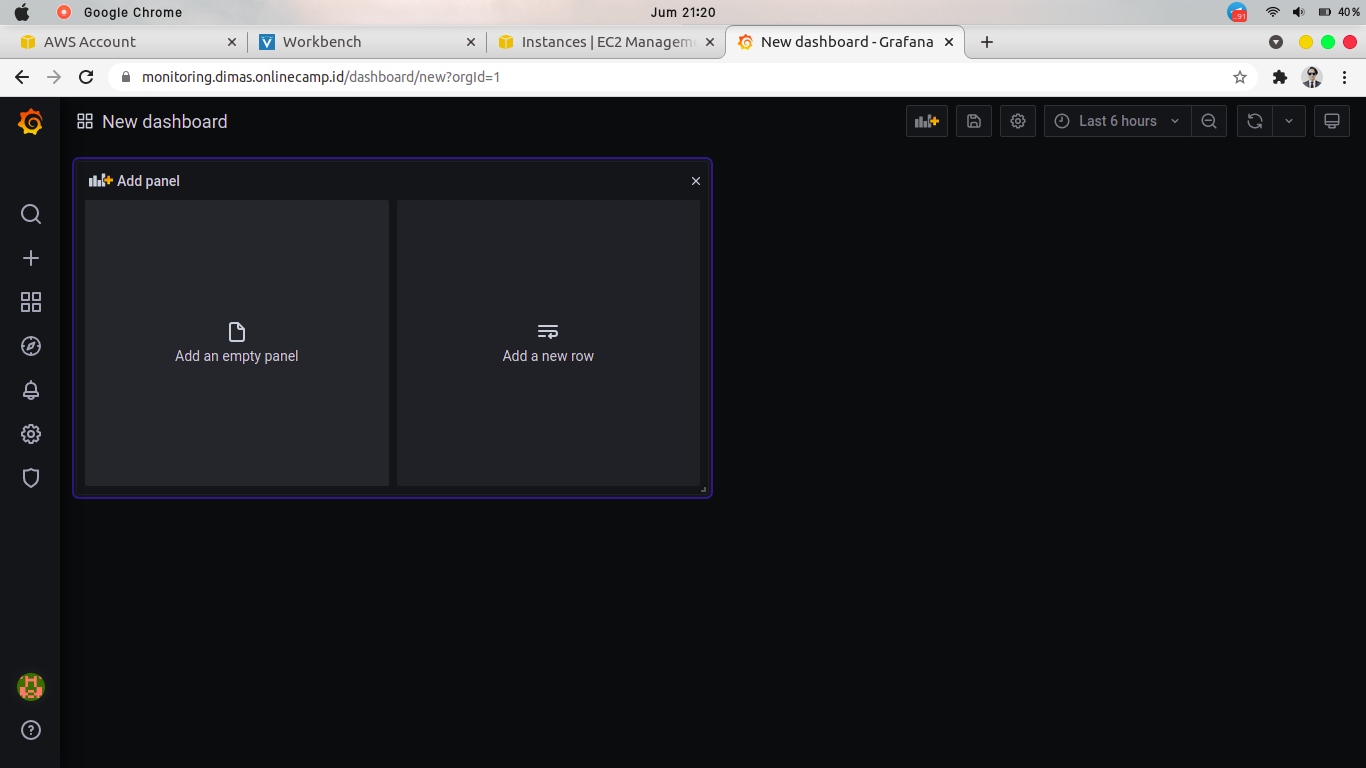 Google Chrome
Jum 21:20
91
40%
AWS Account
Workbench
Instances | EC2 Managem
New dashboard - Grafana
monitoring.dimas.onlinecamp.id/dashboard/new?orgId=1
New dashboard
Last 6 hours
Add panel
Add an empty panel
Add a new row